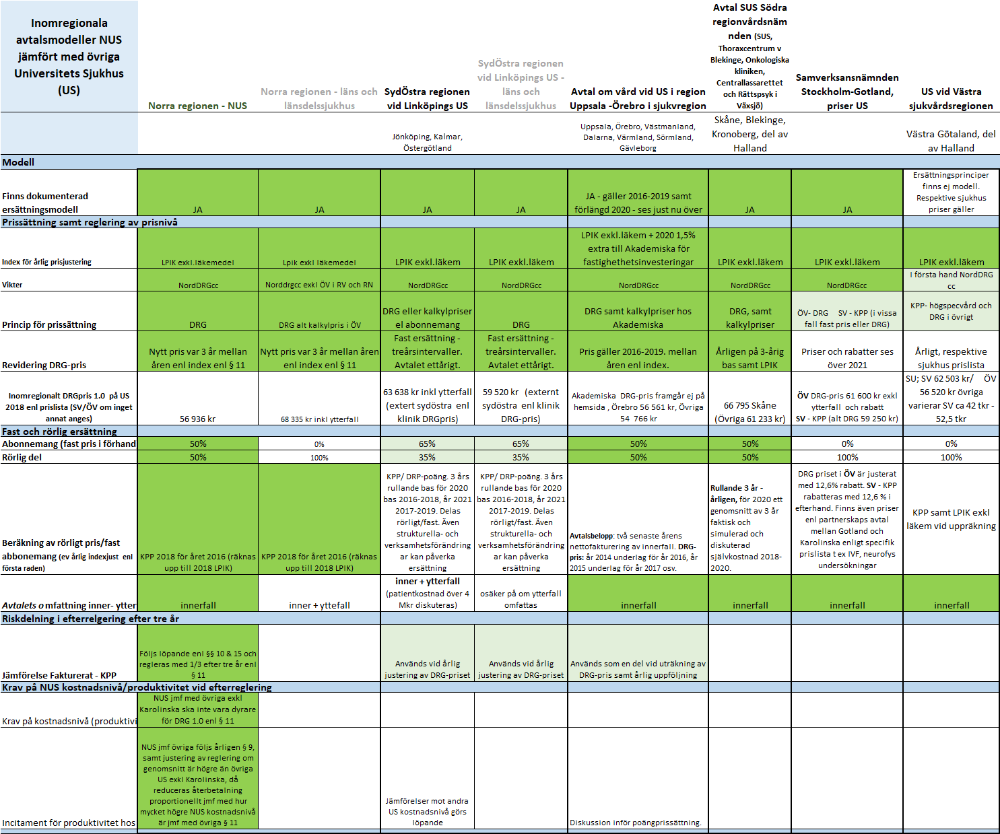 Inomregionala
avtalsmodeller NUS
jämfört med övriga
Universitets Sjukhus
(US)
Norra regionen - NUS
Norra regionen - läns och
länsdelssjukhus
SydÖstra regionen
vid Linköpings US
SydÖstra regionen
vid Linköpings US -
läns och
länsdelssjukhus
Avtal om vård vid US i region
Uppsala -Örebro i sjukvregion
Avtal SUS Södra
regionvårdsnäm
nden (SUS,
Thoraxcentrum v
Blekinge, Onkologiska
kliniken,
Centrallassarettet
och Rättspsyk i
Växsjö)
Samverksansnämnden
Stockholm-Gotland,
priser US
US vid Västra
sjukvårdsregionen
Jönköping, Kalmar,
Östergötland
Uppsala, Örebro, Västmanland,
Dalarna, Värmland, Sörmland,
Gävleborg
Skåne, Blekinge,
Kronoberg, del av
Halland
Västra Götaland, del
av Halland
Modell
Finns dokumenterad
ersättningsmodell
JA
JA
JA
JA
JA - gäller 2016-2019 samt
förlängd 2020 - ses just nu över
JA
JA
Ersättningsprinciper
finns ej modell.
Respektive sjukhus
priser gäller
Prissättning samt reglering av prisnivå
Index för årlig prisjustering
LPIK exkl.läkemedel
Lpik exkl läkemedel
LPIK exkl.läkem
LPIK exkl.läkem
LPIK exkl.läkem + 2020 1,5%
extra till Akademiska för
fastighethetsinvesteringar
LPIK exkl.läkem
LPIK exkl.läkem
LPIK exkl.läkem
Vikter
NordDRGcc
Norddrgcc exkl ÖV i RV och RN
NordDRGcc
NordDRGcc
NordDRGcc
NordDRGcc
NordDRGcc
I första hand NordDRG
cc
Princip för prissättning
DRG
DRG alt kalkylpris i ÖV
DRG eller kalkylpriser
el abonnemang
DRG
DRG samt kalkylpriser hos
Akademiska
DRG, samt
kalkylpriser
ÖV- DRG SV - KPP (i vissa
fall fast pris eller DRG)
KPP- högspecvård och
DRG i övrigt
Revidering DRG-pris
Nytt pris var 3 år mellan
åren enl index enl § 11
Nytt pris var 3 år mellan åren
enl index enl § 11
Fast ersättning -
treårsintervaller.
Avtalet ettårigt.
Fast ersättning -
treårsintervaller.
Avtalet ettårigt.
Pris gäller 2016-2019. mellan
åren enl index.
Årligen på 3-årig
bas samt LPIK
Priser och rabatter ses
över 2021
Årligt, respektive
sjukhus prislista
Inomregionalt DRGpris 1.0 på US
2018 enl prislista (SV/ÖV om inget
annat anges)
56 936 kr
68 335 kr inkl ytterfall
63 638 kr inkl ytterfall
(extert sydöstra enl
klinik DRGpris)
59 520 kr (externt
sydöstra enl klinik
DRG-pris)
Akademiska DRG-pris framgår ej på
hemsida , Örebro 56 561 kr, Övriga
54 766 kr
66 795 Skåne
(Övriga 61 233 kr)
ÖV DRG-pris 61 600 kr exkl
ytterfall och rabatt
SV - KPP (alt DRG 59 250 kr)
SU; SV 62 503 kr/ ÖV
56 520 kr övriga
varierar SV ca 42 tkr -
52,5 tkr
Fast och rörlig ersättning
Abonnemang (fast pris i förhand
50%
0%
65%
65%
50%
50%
0%
0%
Rörlig del
50%
100%
35%
35%
50%
50%
100%
100%
Beräkning av rörligt pris/fast
abbonemang (ev årlig indexjust enl
första raden)
KPP 2018 för året 2016 (räknas
upp till 2018 LPIK)
KPP 2018 för året 2016 (räknas
upp till 2018 LPIK)
KPP/ DRP-poäng. 3 års
rullande bas för 2020
bas 2016-2018, år 2021
2017-2019. Delas
rörligt/fast. Även
strukturella- och
verksamhetsförändring
ar kan påverka
ersättning
KPP/ DRP-poäng. 3 års
rullande bas för 2020
bas 2016-2018, år 2021
2017-2019. Delas
rörligt/fast. Även
strukturella- och
verksamhetsförändring
ar kan påverka
ersättning
Avtalsbelopp: två senaste årens
nettofakturering av innerfall. DRG-
pris: år 2014 underlag för år 2016, år
2015 underlag för år 2017 osv.
Rullande 3 år -
årligen, för 2020 ett
genomsnitt av 3 år
faktisk och
simulerad och
diskuterad
självkostnad 2018-
2020.
DRG priset i ÖV är justerat
med 12,6% rabatt. SV - KPP
rabatteras med 12,6 % i
efterhand. Finns även priser
enl partnerskaps avtal
mellan Gotland och
Karolinska enligt specifik
prislista t ex IVF, neurofys
undersökningar
KPP samt LPIK exkl
läkem vid uppräkning
Avtalets o mfattning inner- ytter
innerfall
inner + yttefall
inner + ytterfall
(patientkostnad över 4
Mkr diskuteras)
osäker på om ytterfall
omfattas
innerfall
innerfall
innerfall
innerfall
Riskdelning i efterrelgering efter tre år
Jämförelse Fakturerat - KPP
Följs löpande enl §§ 10 & 15 och
regleras med 1/3 efter tre år enl
§ 11
Används vid årlig
justering av DRG-priset
Används vid årlig
justering av DRG-priset
Används som en del vid uträkning av
DRG-pris samt årlig uppföljning
Krav på NUS kostnadsnivå/produktivitet vid efterreglering
Krav på kostnadsnivå (produktivi
NUS jmf med övriga exkl
Karolinska ska inte vara dyrare
för DRG 1.0 enl § 11
Incitament för produktivitet hos
NUS jmf övriga följs årligen § 9,
samt justering av reglering om
genomsnitt är högre än övriga
US exkl Karolinska, då
reduceras återbetalning
proportionellt jmf med hur
mycket högre NUS kostnadsnivå
är jmf med övriga § 11
Jämförelser mot andra
US kostnadsnivå görs
löpande
Diskussion inför poängprissättning.